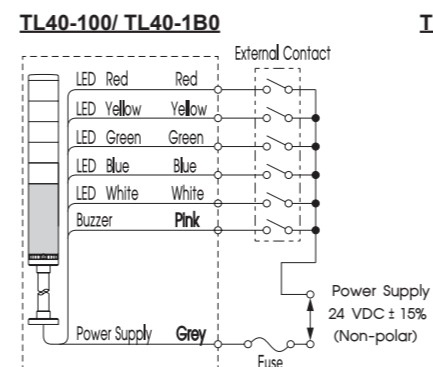 TL40-100/ TL40-1B0
T
External Contact
LED Red Red
LED Yellow Yellow
LED Green Green
LED Blue Blue
LED White White
Buzzer Pink
Power Supply
24 VDC ± 15%
(Non-polar)
Power Supply Grey
Fuse